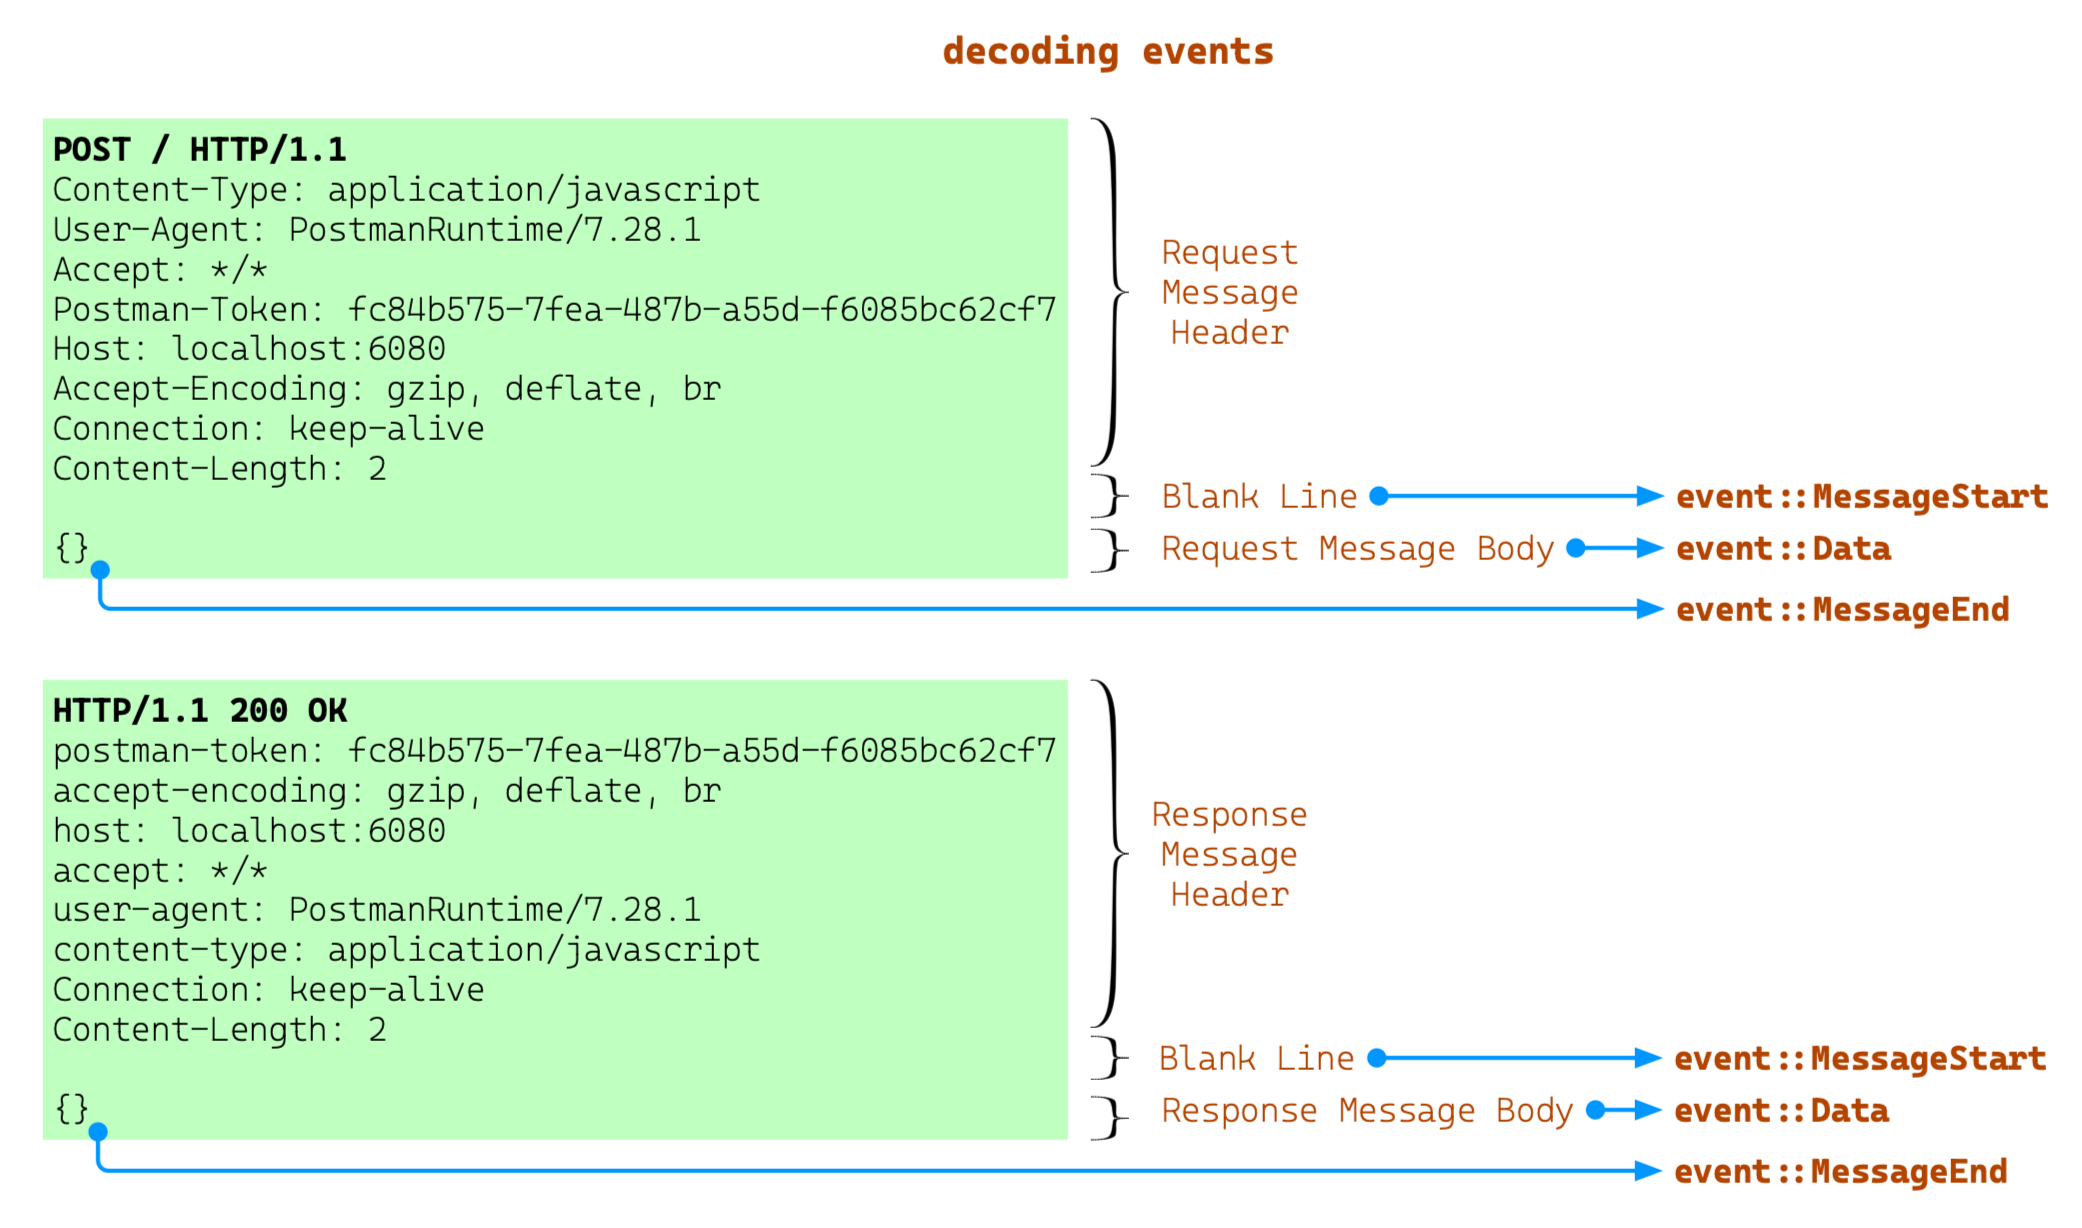 decoding events
POST / HTTP/1.1
Content-Type: application/javascript
User-Agent: PostmanRuntime/7.28.1
Accept: */*
Postman-Token: fc84b575-7fea-487b-a55d-f6085bc62cf7
Host: localhost:6080
Accept-Encoding: gzip, deflate, br
Connection: keep-alive
Content-Length: 2
{}
Request
Message
Header
Blank Line
event::MessageStart
Request Message Body
event::Data
event::MessageEnd
HTTP/1.1 200 OK
postman-token: fc84b575-7fea-487b-a55d-f6085bc62cf7
accept-encoding: gzip, deflate, br
host: localhost:6080
accept: */*
user-agent: PostmanRuntime/7.28.1
content-type: application/javascript
Connection: keep-alive
Content-Length: 2
{}
Response
Message
Header
Blank Line
event::MessageStart
Response Message Body
event::Data
event::MessageEnd